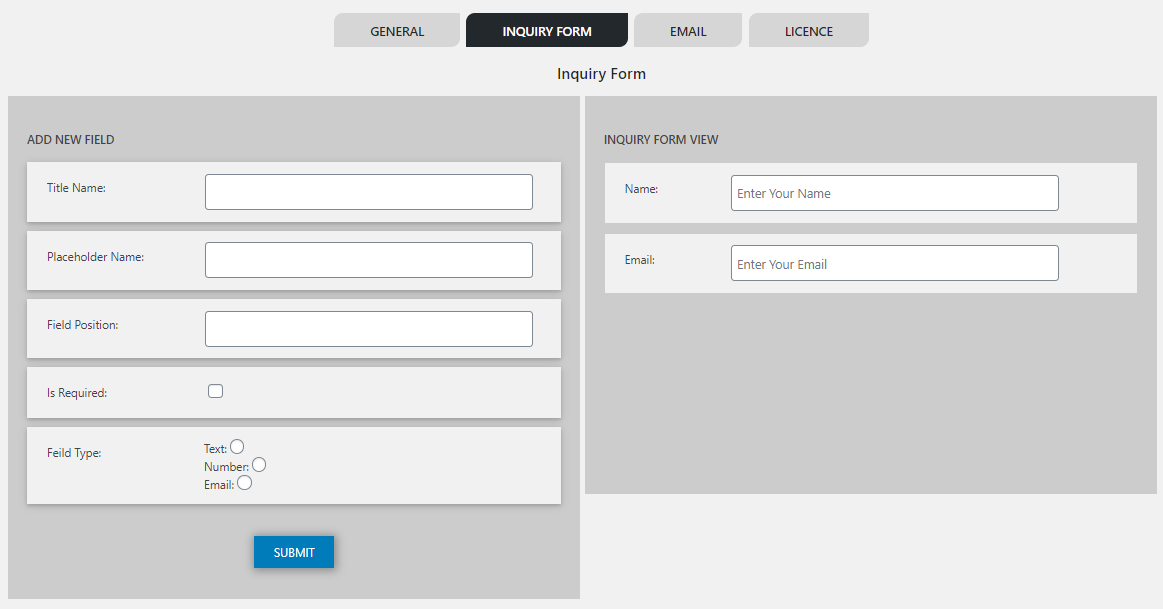 GENERAL
INQUIRY FORM
EMAIL
LICENCE
Inquiry Form
ADD NEW FIELD
Title Name:
Placeholder Name:
Field Position:
Is Required:
Feild Type:
Text:
Number:
Email:
SUBMIT
INQUIRY FORM VIEW
Name:
Enter Your Name
Email:
Enter Your Email